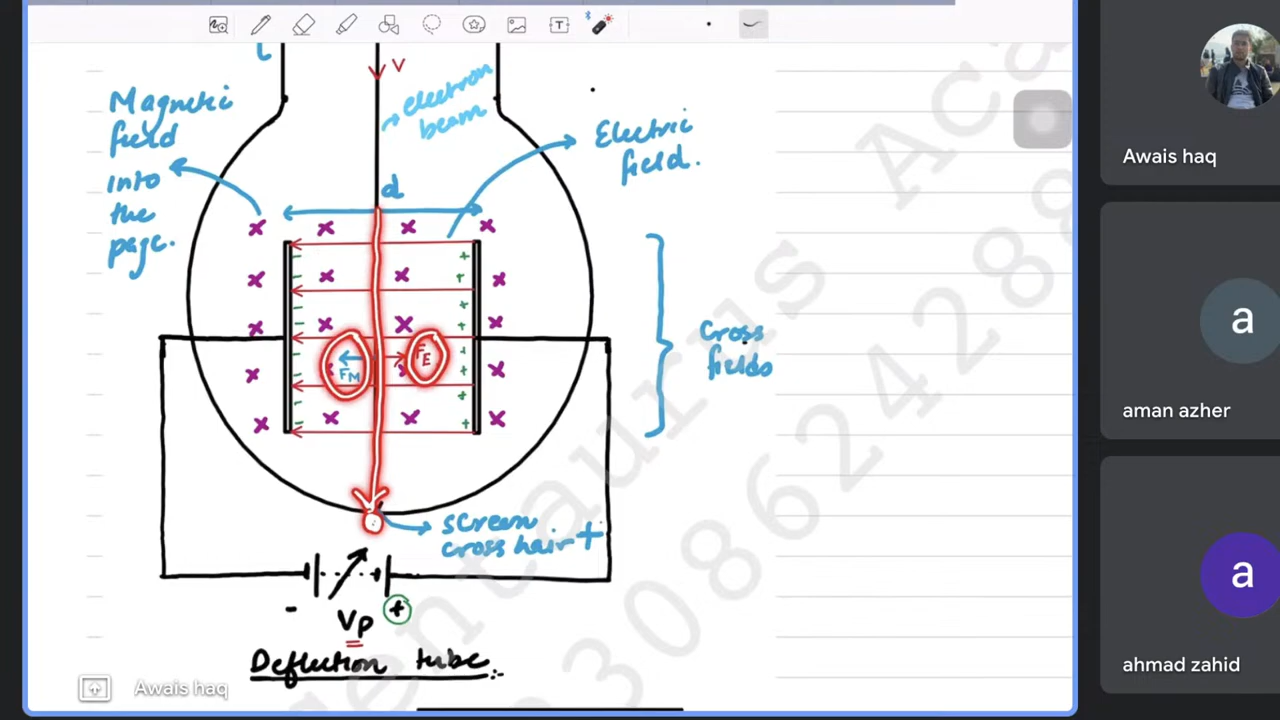 T
V
Magnetic
field
into
the
page.
electron
beam
Electric
field.
d
Cross
fields
FM
FE
screen
cross hair +
-
+
Vp
Deflection tube
Awais haq
Awais haq
a
aman azher
a
ahmad zahid